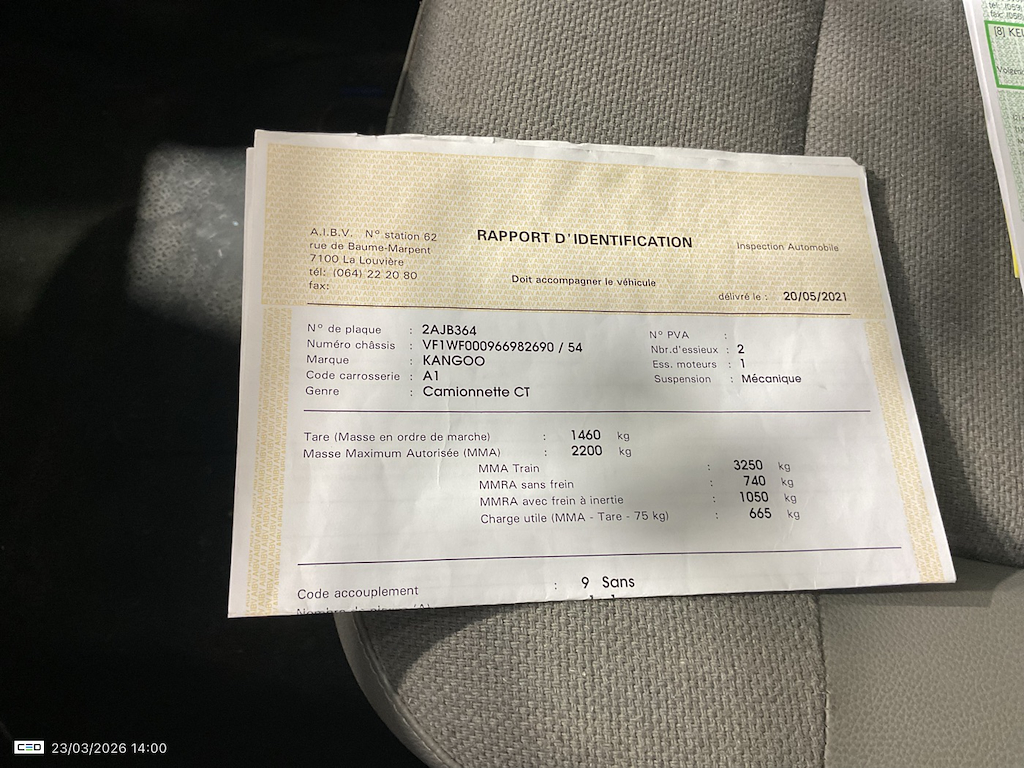 A.I.B.V. N° station 62
rue de Baume-Marpent
7100 La Louvière
tél: (064) 22 20 80
fax:
RAPPORT D'IDENTIFICATION
Doit accompagner le véhicule
Inspection Automobile
délivré le : 20/05/2021
N° de plaque : 2AJB364
Numéro châssis : VF1WF000966982690 / 54
Marque : KANGOO
Code carrosserie : A1
Genre : Camionnette CT
N° PVA :
Nbr.d'essieux : 2
Ess. moteurs : 1
Suspension : Mécanique
Tare (Masse en ordre de marche) : 1460 kg
Masse Maximum Autorisée (MMA) : 2200 kg
MMA Train : 3250 kg
MMRA sans frein : 740 kg
MMRA avec frein à inertie : 1050 kg
Charge utile (MMA - Tare - 75 kg) : 665 kg
Code accouplement : 9 Sans
tel.
[8] KEU
Volgen
CED 23/03/2026 14:00